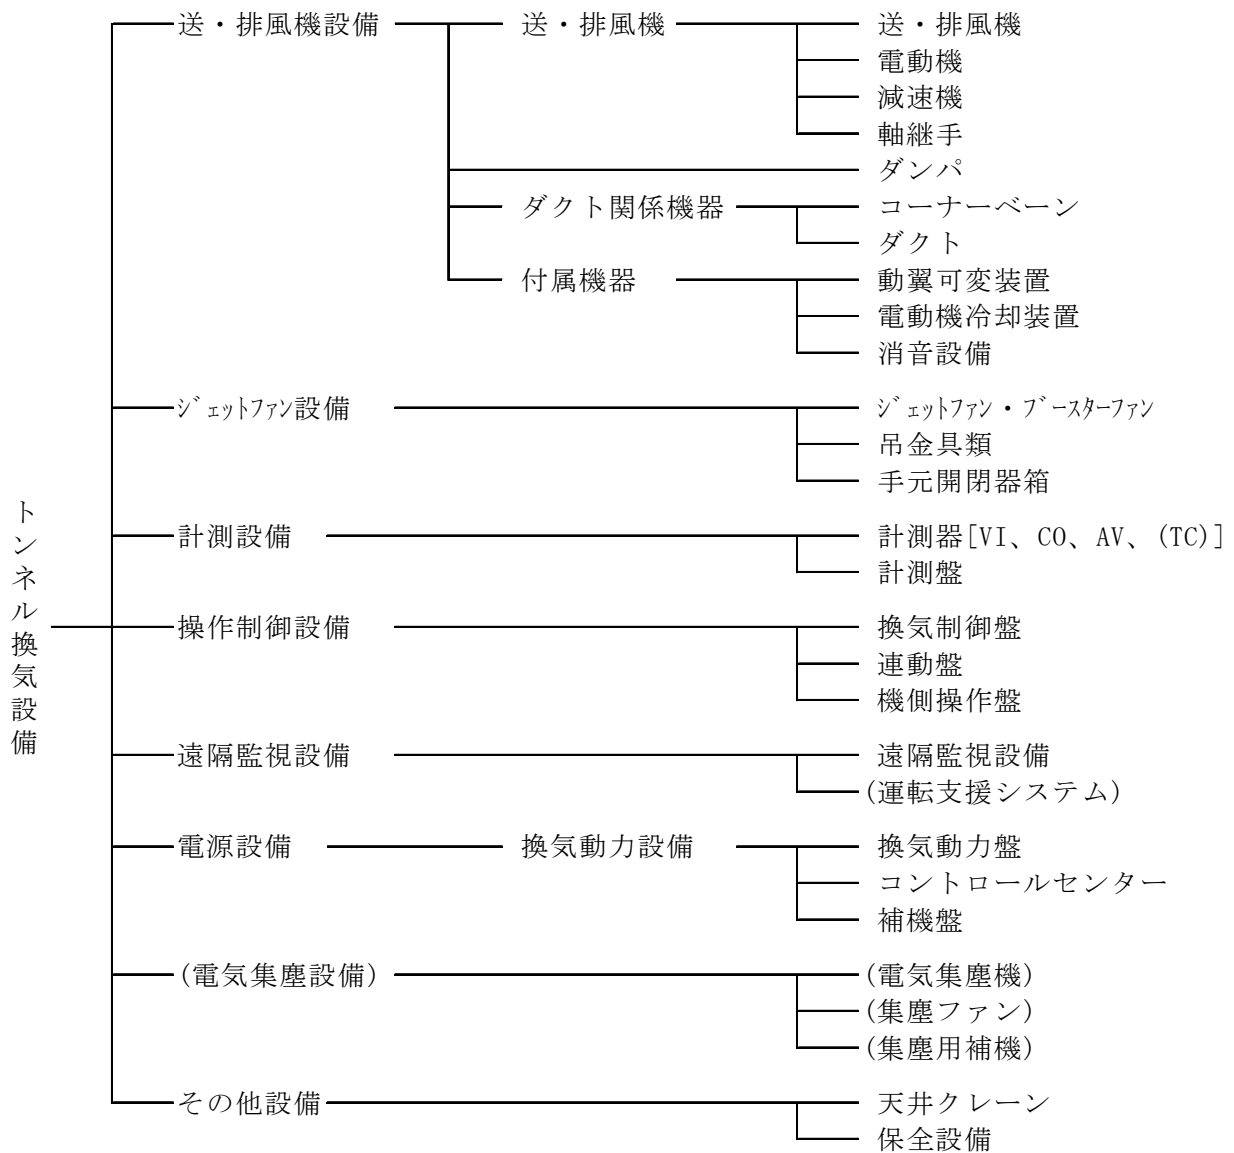 送・排風機設備 送・排風機 送・排風機
電動機
減速機
軸継手
ダンパ
ダクト関係機器 コーナーベーン
ダクト
付属機器 動翼可変装置
電動機冷却装置
消音設備
ｼﾞｪｯﾄﾌｧﾝ設備 ｼﾞｪｯﾄﾌｧﾝ・ﾌﾞｰｽﾀｰﾌｧﾝ
吊金具類
手元開閉器箱
トンネル換気設備
計測設備 計測器[VI、CO、AV、(TC)]
計測盤
操作制御設備 換気制御盤
連動盤
機側操作盤
遠隔監視設備 遠隔監視設備
(運転支援システム)
電源設備 換気動力設備 換気動力盤
コントロールセンター
補機盤
(電気集塵設備) (電気集塵機)
(集塵ファン)
(集塵用補機)
その他設備 天井クレーン
保全設備